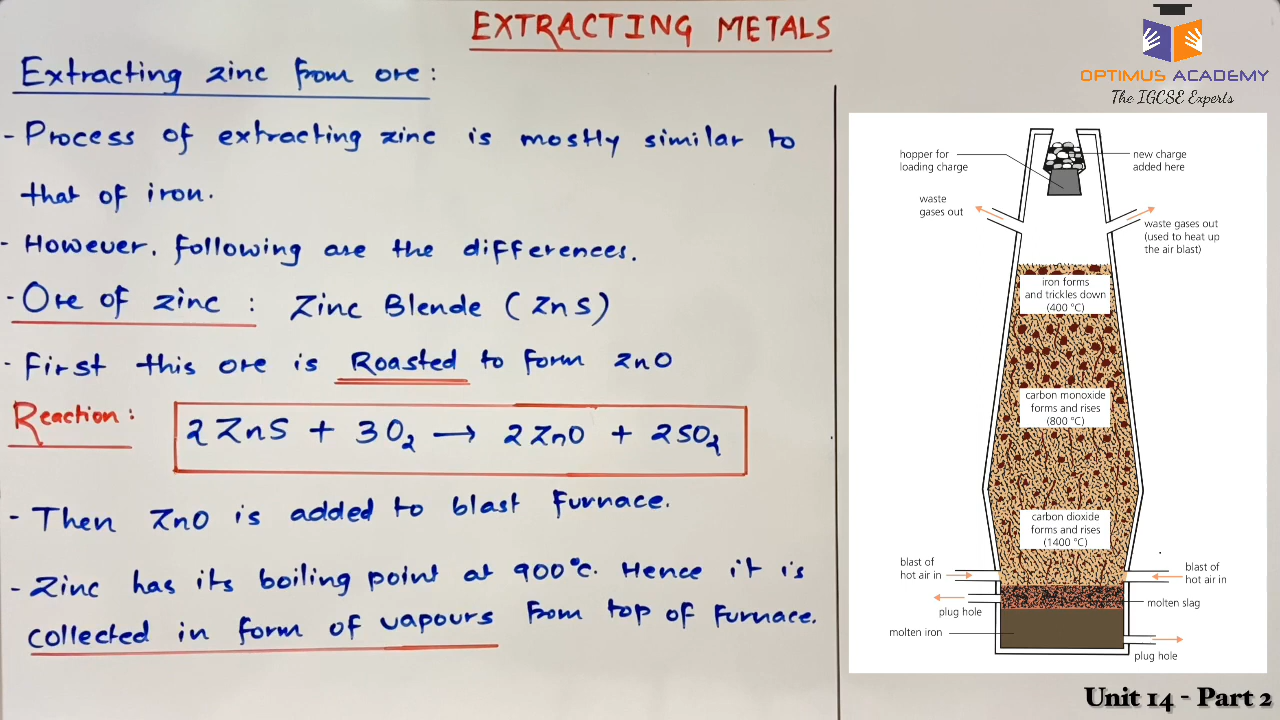 EXTRACTING METALS
OPTIMUS ACADEMY
The IGCSE Experts
Extracting zinc from ore:
- Process of extracting zinc is mostly similar to
that of iron.
- However, following are the differences.
- Ore of zinc : Zinc Blende (ZnS)
- First this ore is Roasted to form ZnO
Reaction:
2ZnS + 3O₂ → 2ZnO + 2SO₂
- Then ZnO is added to blast furnace.
- Zinc has its boiling point at 900°c. Hence it is
collected in form of vapours from top of furnace.
hopper for
loading charge
new charge
added here
waste
gases out
waste gases out
(used to heat up
the air blast)
iron forms
and trickles down
(400 °C)
carbon monoxide
forms and rises
(800 °C)
carbon dioxide
forms and rises
(1400 °C)
blast of
hot air in
blast of
hot air in
plug hole
molten slag
molten iron
plug hole
Unit 14 - Part 2